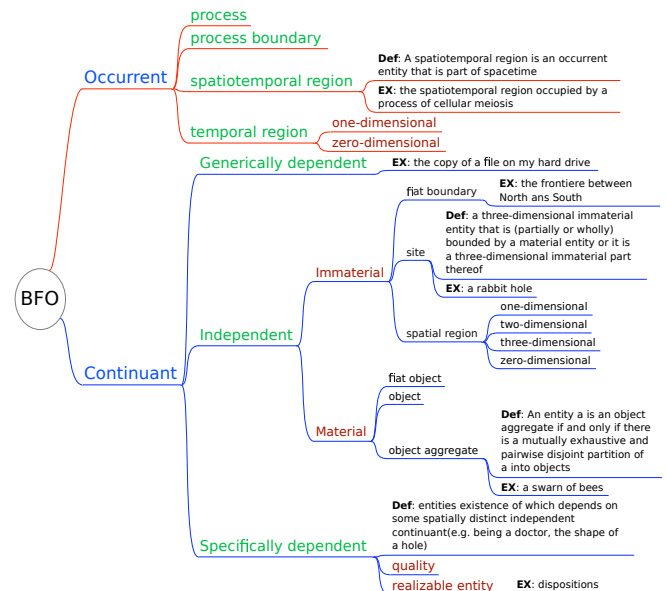 process
process boundary
Occurrent
spatiotemporal region
Def: A spatiotemporal region is an occurrent
entity that is part of spacetime
EX: the spatiotemporal region occupied by a
process of cellular meiosis
temporal region
one-dimensional
zero-dimensional
BFO
Continuant
Generically dependent
EX: the copy of a file on my hard drive
Independent
Immaterial
fiat boundary
EX: the frontiere between
North ans South
site
Def: a three-dimensional immaterial
entity that is (partially or wholly)
bounded by a material entity or it is
a three-dimensional immaterial part
thereof
EX: a rabbit hole
spatial region
one-dimensional
two-dimensional
three-dimensional
zero-dimensional
Material
fiat object
object
object aggregate
Def: An entity a is an object
aggregate if and only if there
is a mutually exhaustive and
pairwise disjoint partition of
a into objects
EX: a swarn of bees
Specifically dependent
Def: entities existence of which depends on
some spatially distinct independent
continuant(e.g. being a doctor, the shape of
a hole)
quality
realizable entity
EX: dispositions